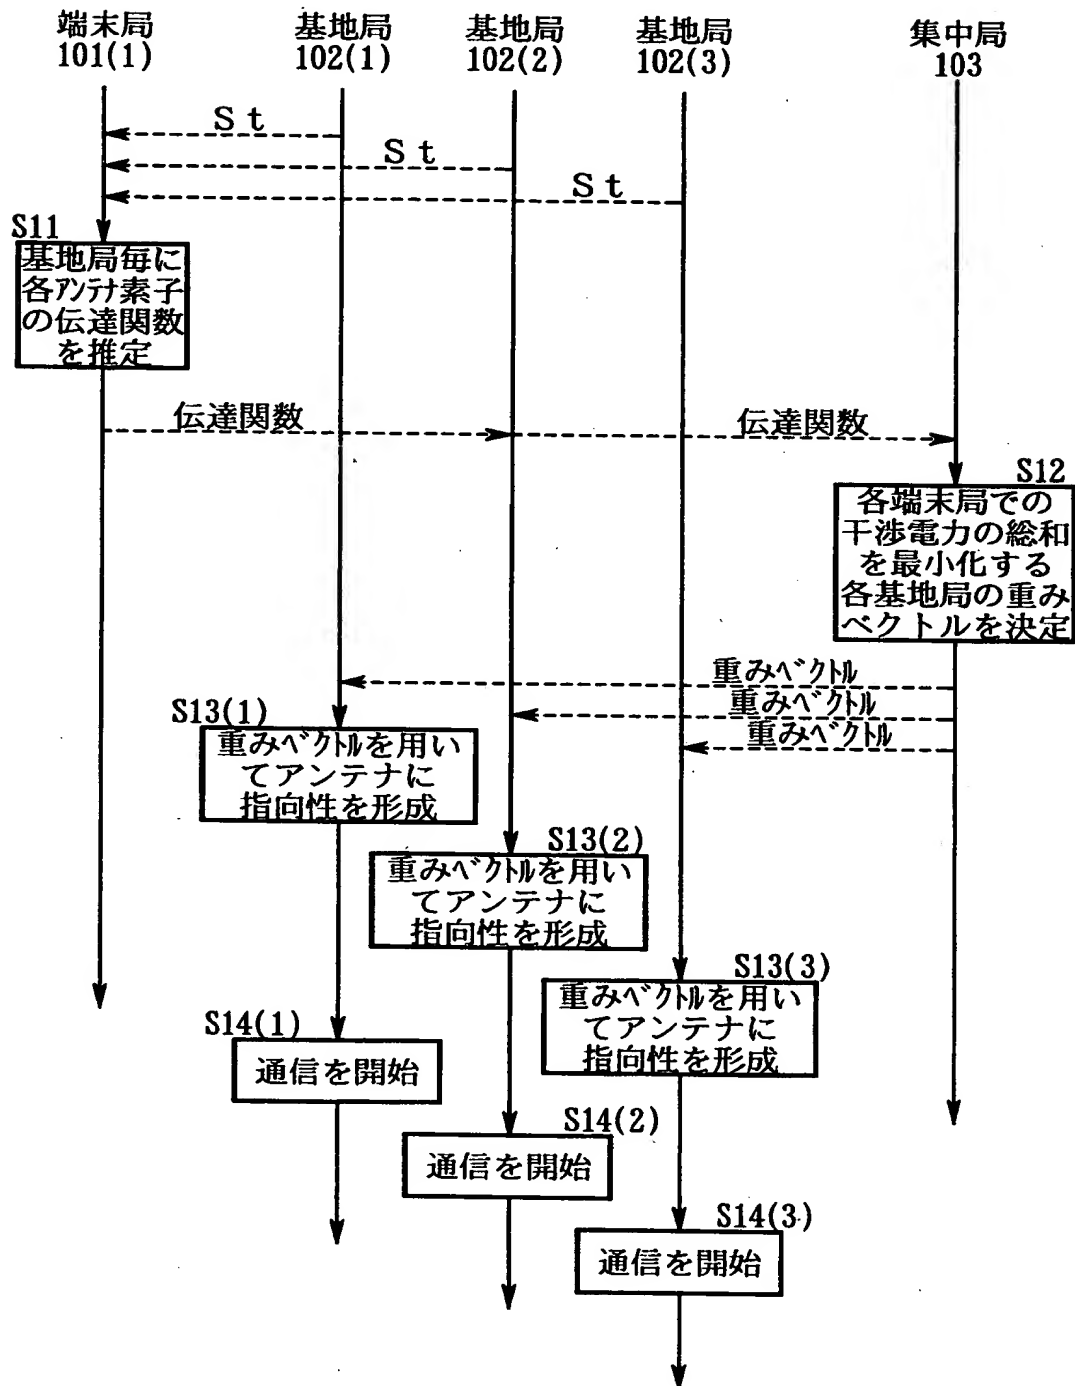 端末局
101(1)
基地局
102(1)
基地局
102(2)
基地局
102(3)
集中局
103
St
St
St
S11
基地局毎に
各ｱﾝﾃﾅ素子
の伝達関数
を推定
伝達関数
伝達関数
S12
各端末局での
干渉電力の総和
を最小化する
各基地局の重み
ベクトルを決定
重みﾍﾞｸﾄﾙ
重みﾍﾞｸﾄﾙ
重みﾍﾞｸﾄﾙ
S13(1)
重みﾍﾞｸﾄﾙを用い
てアンテナに
指向性を形成
S13(2)
重みﾍﾞｸﾄﾙを用い
てアンテナに
指向性を形成
S13(3)
重みﾍﾞｸﾄﾙを用い
てアンテナに
指向性を形成
S14(1)
通信を開始
S14(2)
通信を開始
S14(3)
通信を開始